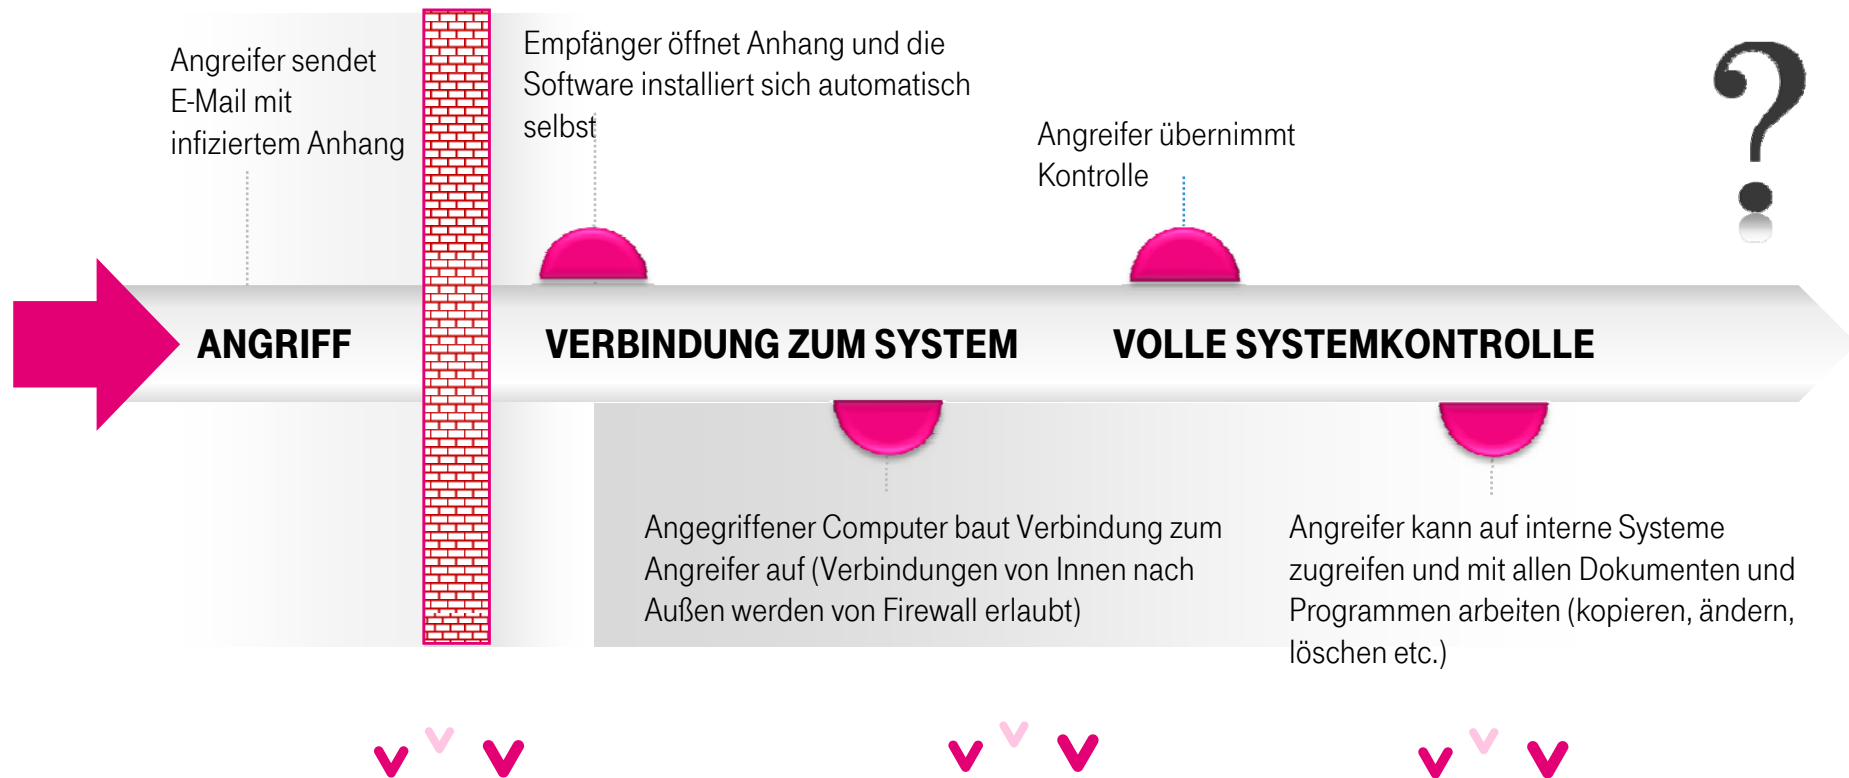 Angreifer sendet
E-Mail mit
infiziertem Anhang
Empfänger öffnet Anhang und die
Software installiert sich automatisch
selbst
Angreifer übernimmt
Kontrolle
?
ANGRIFF
VERBINDUNG ZUM SYSTEM
VOLLE SYSTEMKONTROLLE
Angegriffener Computer baut Verbindung zum
Angreifer auf (Verbindungen von Innen nach
Außen werden von Firewall erlaubt)
Angreifer kann auf interne Systeme
zugreifen und mit allen Dokumenten und
Programmen arbeiten (kopieren, ändern,
löschen etc.)